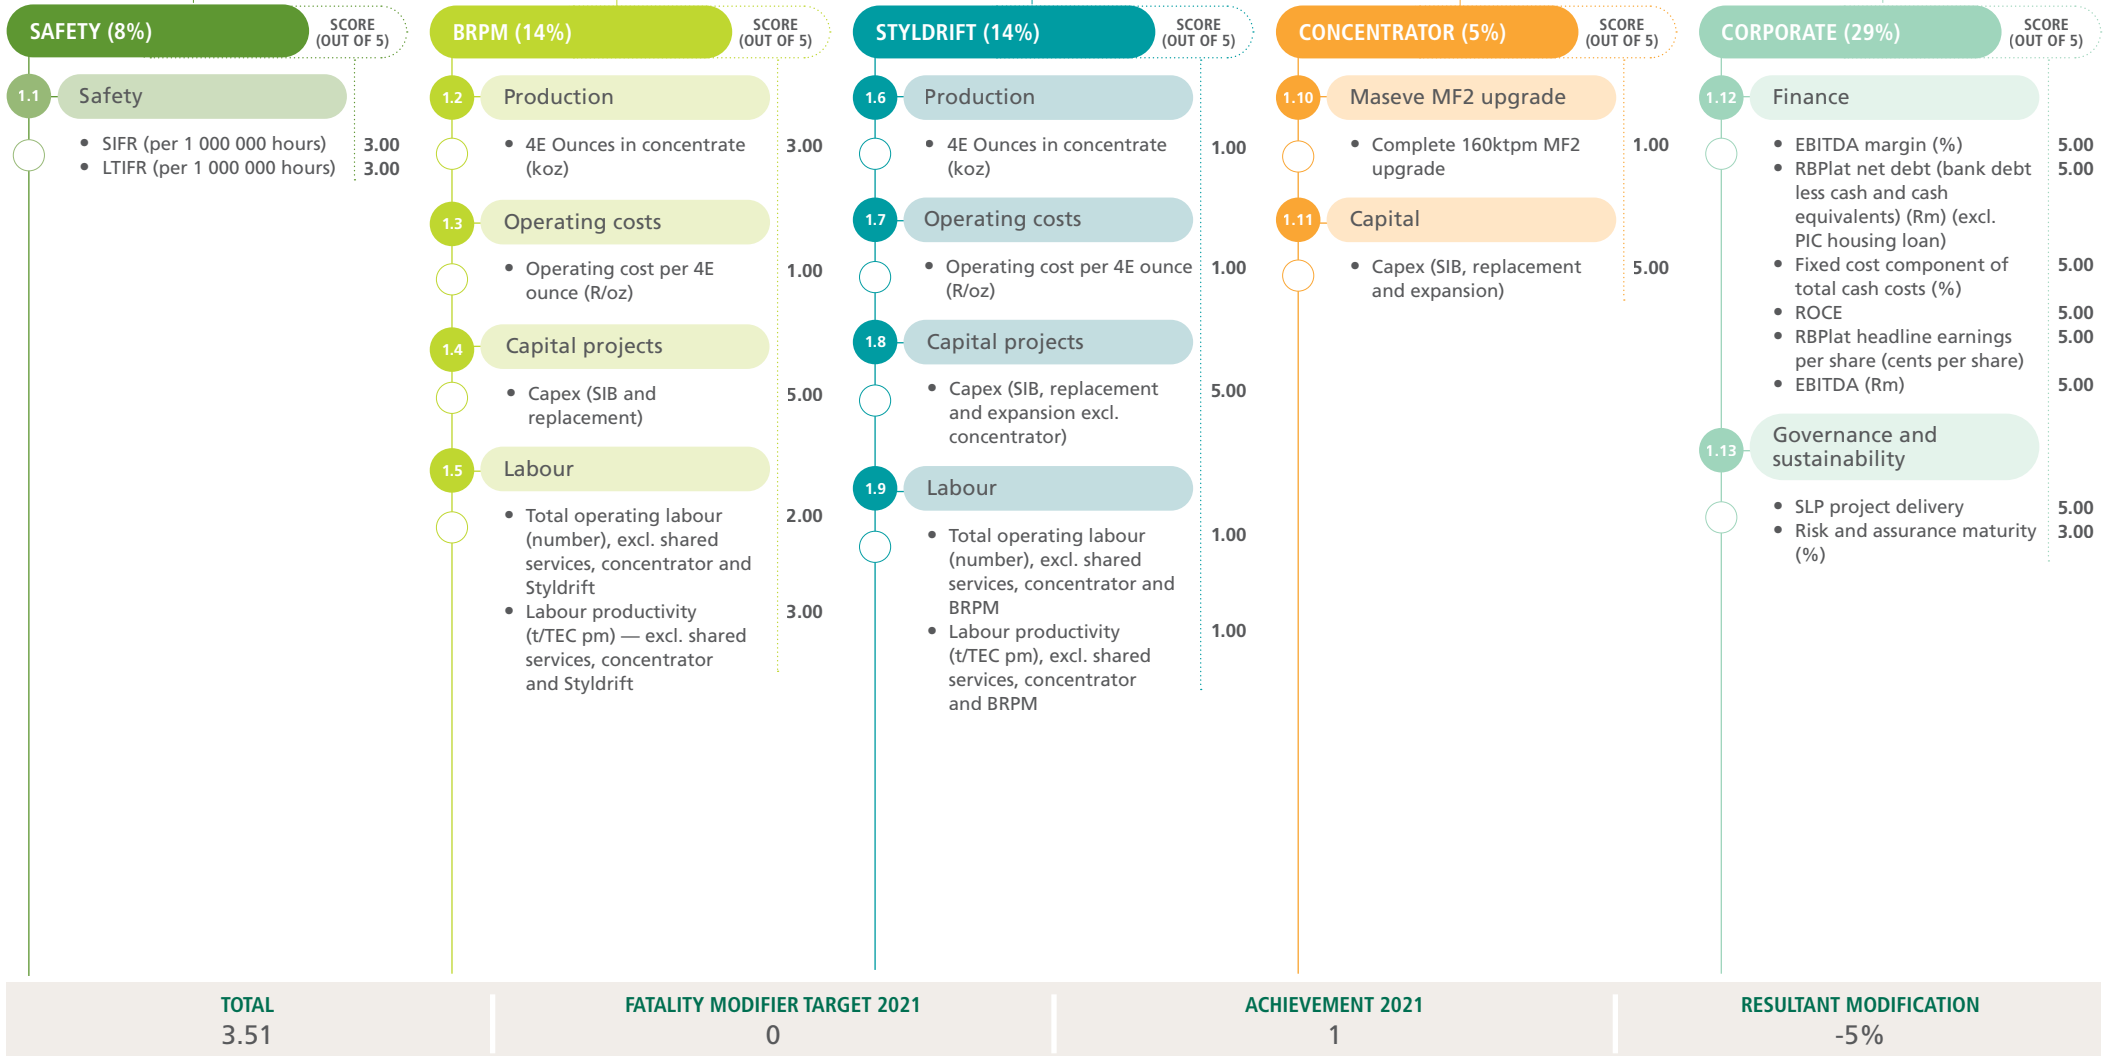 SAFETY (8%)
SCORE
(OUT OF 5)
1.1
Safety
• SIFR (per 1 000 000 hours) 3.00
• LTIFR (per 1 000 000 hours) 3.00
BRPM (14%)
SCORE
(OUT OF 5)
1.2
Production
• 4E Ounces in concentrate 3.00
(koz)
1.3
Operating costs
• Operating cost per 4E 1.00
ounce (R/oz)
1.4
Capital projects
• Capex (SIB and 5.00
replacement)
1.5
Labour
• Total operating labour 2.00
(number), excl. shared
services, concentrator and
Styldrift
• Labour productivity 3.00
(t/TEC pm) — excl. shared
services, concentrator
and Styldrift
STYLDRIFT (14%)
SCORE
(OUT OF 5)
1.6
Production
• 4E Ounces in concentrate 1.00
(koz)
1.7
Operating costs
• Operating cost per 4E ounce 1.00
(R/oz)
1.8
Capital projects
• Capex (SIB, replacement 5.00
and expansion excl.
concentrator)
1.9
Labour
• Total operating labour 1.00
(number), excl. shared
services, concentrator and
BRPM
• Labour productivity 1.00
(t/TEC pm), excl. shared
services, concentrator
and BRPM
CONCENTRATOR (5%)
SCORE
(OUT OF 5)
1.10
Maseve MF2 upgrade
• Complete 160ktpm MF2 1.00
upgrade
1.11
Capital
• Capex (SIB, replacement 5.00
and expansion)
CORPORATE (29%)
SCORE
(OUT OF 5)
1.12
Finance
• EBITDA margin (%) 5.00
• RBPlat net debt (bank debt 5.00
less cash and cash
equivalents) (Rm) (excl.
PIC housing loan)
• Fixed cost component of 5.00
total cash costs (%)
• ROCE 5.00
• RBPlat headline earnings 5.00
per share (cents per share)
• EBITDA (Rm) 5.00
1.13
Governance and
sustainability
• SLP project delivery 5.00
• Risk and assurance maturity 3.00
(%)
TOTAL
3.51
FATALITY MODIFIER TARGET 2021
0
ACHIEVEMENT 2021
1
RESULTANT MODIFICATION
-5%